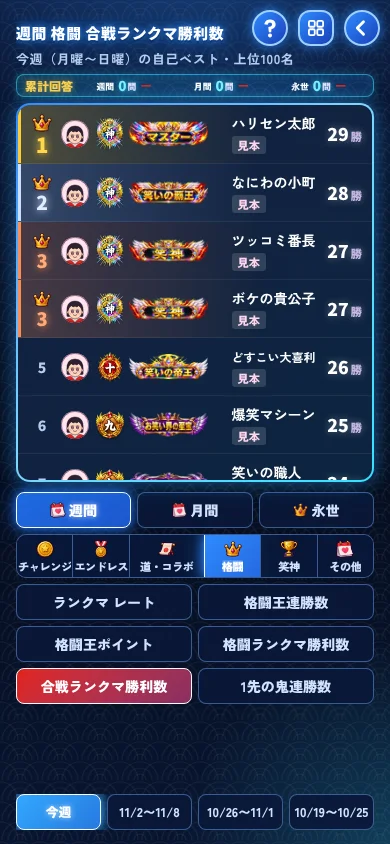 週間 格闘 合戦ランクマ勝利数
?
今週（月曜〜日曜）の自己ベスト・上位100名
累計回答 週間 0問 — 月間 0問 — 永世 0問 —
1 神 マスター ハリセン太郎 見本 29勝
2 神 笑いの覇王 なにわの小町 見本 28勝
3 神 笑神 ツッコミ番長 見本 27勝
3 神 笑神 ボケの貴公子 見本 27勝
5 十 笑いの帝王 どすこい大喜利 見本 26勝
6 九 お笑い界の至宝 爆笑マシーン 見本 25勝
笑いの職人
週間 月間 永世
チャレンジ エンドレス 道・コラボ 格闘 笑神 その他
ランクマ レート 格闘王連勝数
格闘王ポイント 格闘ランクマ勝利数
合戦ランクマ勝利数 1先の鬼連勝数
今週 11/2〜11/8 10/26〜11/1 10/19〜10/25